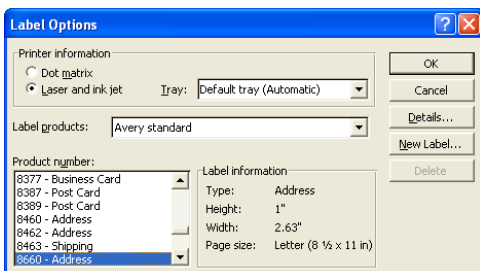 Label Options
Printer information
Dot matrix
Laser and ink jet
Tray:
Default tray (Automatic)
Label products:
Avery standard
Product number:
8377 - Business Card
8387 - Post Card
8389 - Post Card
8460 - Address
8462 - Address
8463 - Shipping
8660 - Address
Label information
Type: Address
Height: 1"
Width: 2.63"
Page size: Letter (8 ½ x 11 in)
OK
Cancel
Details...
New Label...
Delete